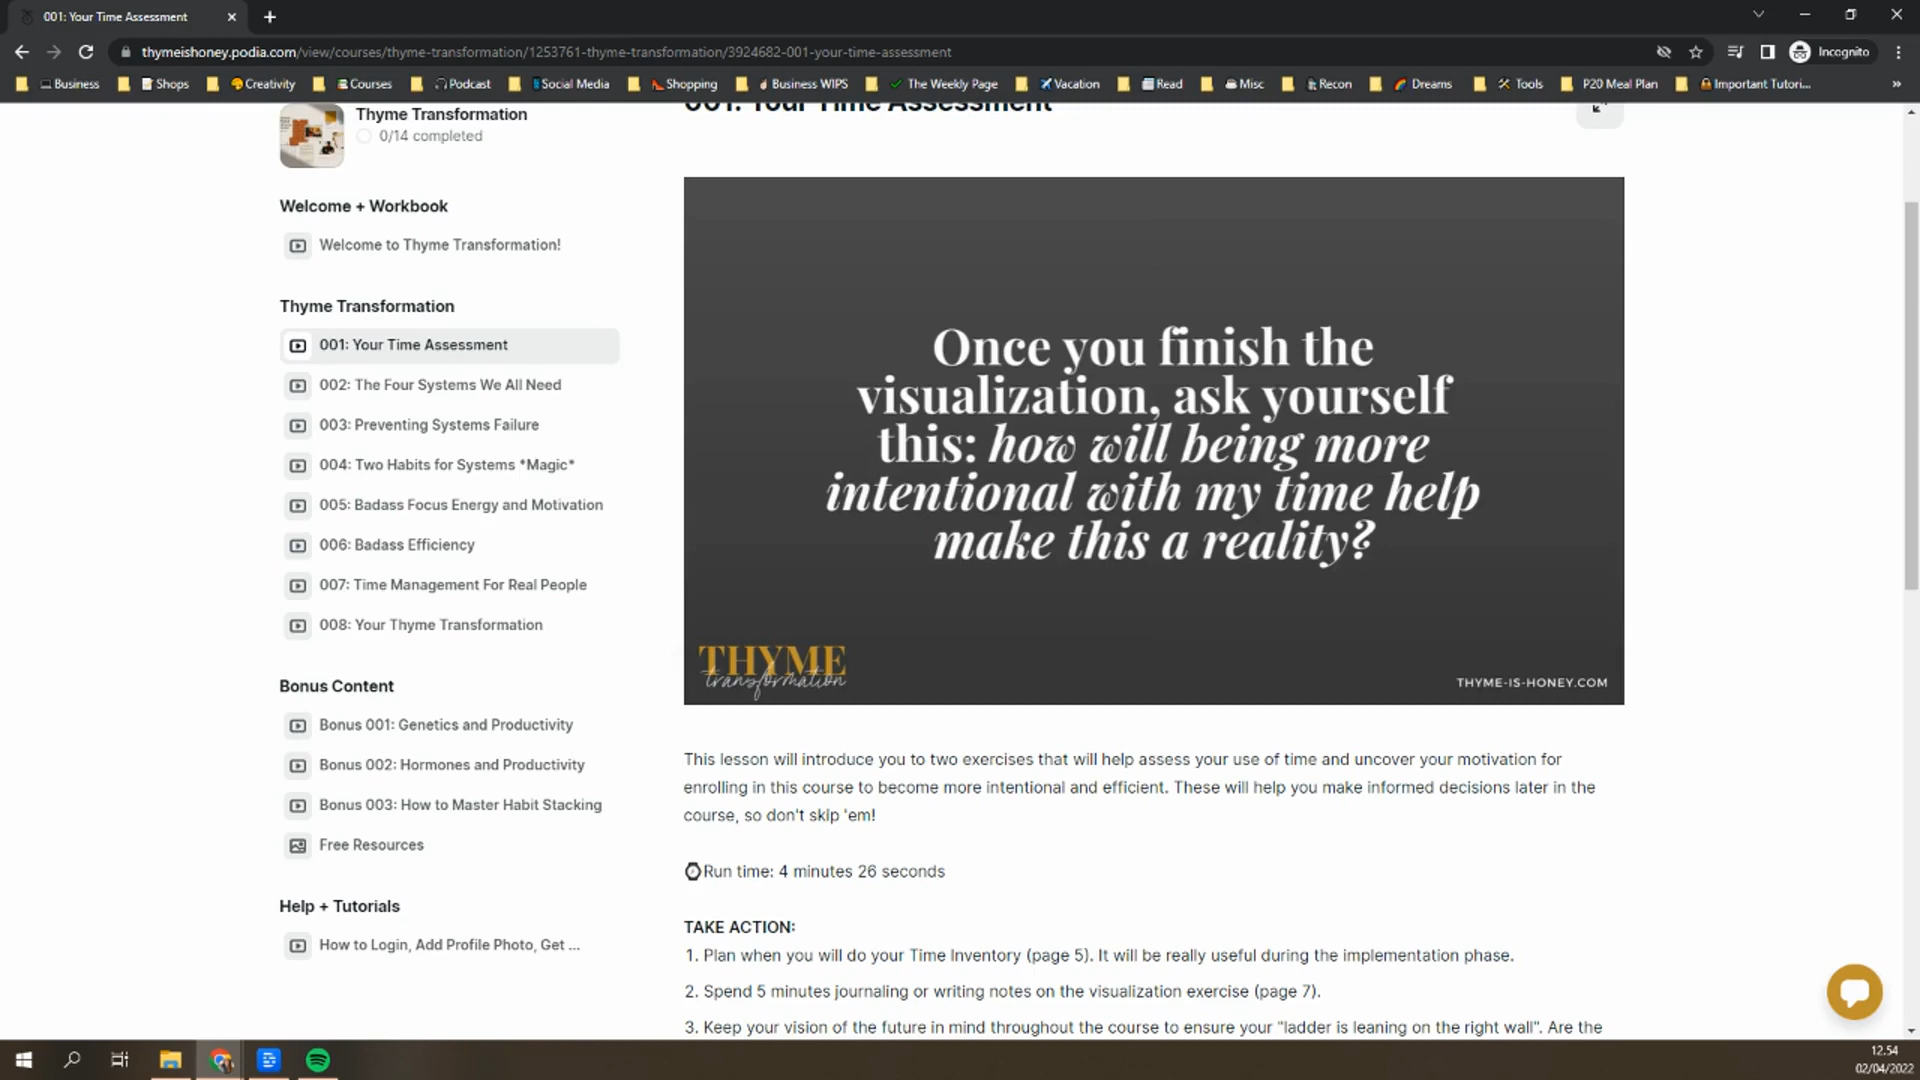 001: Your Time Assessment
thymeishoney.podia.com/view/courses/thyme-transformation/1253761-thyme-transformation/3924682-001-your-time-assessment
Incognito
Business
Shops
Creativity
Courses
Podcast
Social Media
Shopping
Business WIPS
The Weekly Page
Vacation
Read
Misc
Recon
Dreams
Tools
P20 Meal Plan
Important Tutori...
»
Thyme Transformation
0/14 completed
Welcome + Workbook
Welcome to Thyme Transformation!
Thyme Transformation
001: Your Time Assessment
002: The Four Systems We All Need
003: Preventing Systems Failure
004: Two Habits for Systems *Magic*
005: Badass Focus Energy and Motivation
006: Badass Efficiency
007: Time Management For Real People
008: Your Thyme Transformation
Bonus Content
Bonus 001: Genetics and Productivity
Bonus 002: Hormones and Productivity
Bonus 003: How to Master Habit Stacking
Free Resources
Help + Tutorials
How to Login, Add Profile Photo, Get ...
001: Your Time Assessment
Once you finish the
visualization, ask yourself
this: how will being more
intentional with my time help
make this a reality?
THYME
transformation
THYME-IS-HONEY.COM
This lesson will introduce you to two exercises that will help assess your use of time and uncover your motivation for
enrolling in this course to become more intentional and efficient. These will help you make informed decisions later in the
course, so don't skip 'em!
Run time: 4 minutes 26 seconds
TAKE ACTION:
1. Plan when you will do your Time Inventory (page 5). It will be really useful during the implementation phase.
2. Spend 5 minutes journaling or writing notes on the visualization exercise (page 7).
3. Keep your vision of the future in mind throughout the course to ensure your "ladder is leaning on the right wall". Are the
12.54
02/04/2022